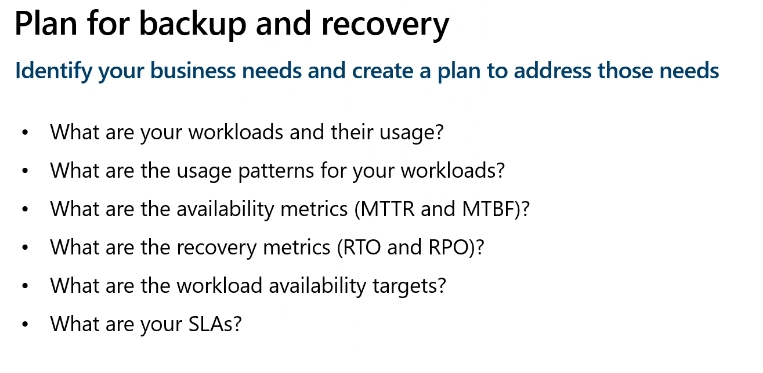 Plan for backup and recovery
Identify your business needs and create a plan to address those needs
• What are your workloads and their usage?
• What are the usage patterns for your workloads?
• What are the availability metrics (MTTR and MTBF)?
• What are the recovery metrics (RTO and RPO)?
• What are the workload availability targets?
• What are your SLAs?